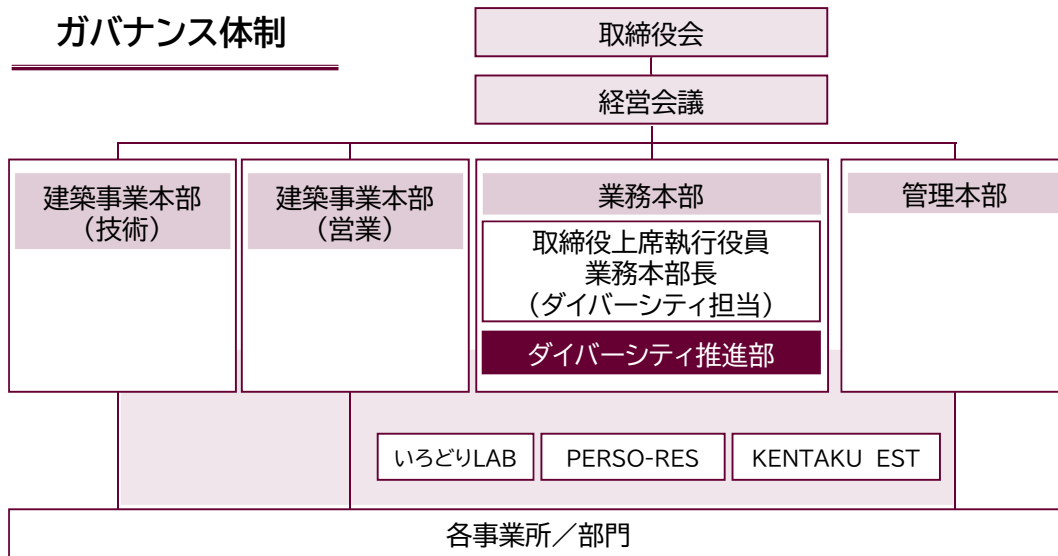 ガバナンス体制
取締役会
経営会議
建築事業本部
（技術）
建築事業本部
（営業）
業務本部
取締役上席執行役員
業務本部長
（ダイバーシティ担当）
ダイバーシティ推進部
管理本部
いろどりLAB
PERSO-RES
KENTAKU EST
各事業所／部門